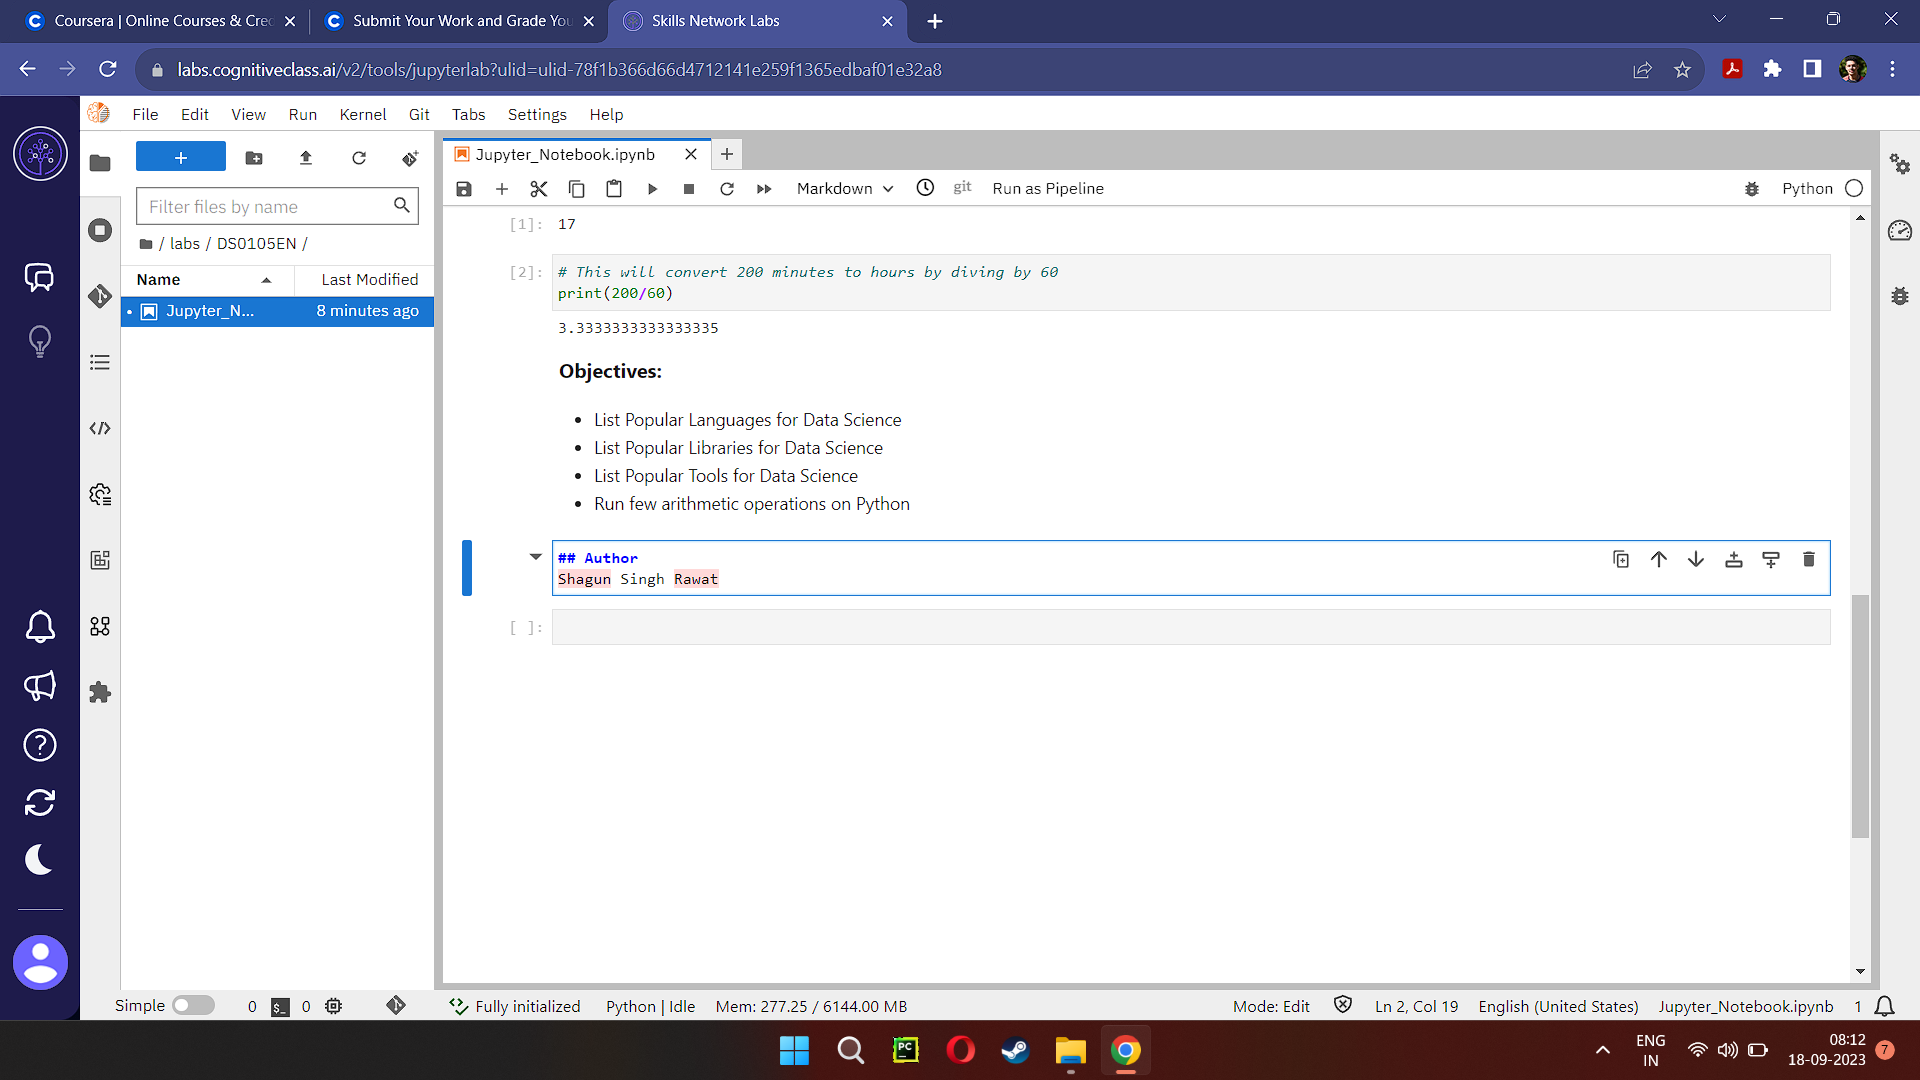 Coursera | Online Courses & Cred
Submit Your Work and Grade You
Skills Network Labs
labs.cognitiveclass.ai/v2/tools/jupyterlab?ulid=ulid-78f1b366d66d4712141e259f1365edbaf01e32a8
File Edit View Run Kernel Git Tabs Settings Help
Jupyter_Notebook.ipynb
Markdown git Run as Pipeline Python
Filter files by name
/ labs / DS0105EN /
Name Last Modified
Jupyter_N... 8 minutes ago
[1]: 17
[2]: # This will convert 200 minutes to hours by diving by 60
print(200/60)
3.3333333333333335
Objectives:
• List Popular Languages for Data Science
• List Popular Libraries for Data Science
• List Popular Tools for Data Science
• Run few arithmetic operations on Python
## Author
Shagun Singh Rawat
[ ]:
Simple 0 $_ 0 Fully initialized Python | Idle Mem: 277.25 / 6144.00 MB Mode: Edit Ln 2, Col 19 English (United States) Jupyter_Notebook.ipynb 1
PC
ENG
IN
08:12
18-09-2023
7